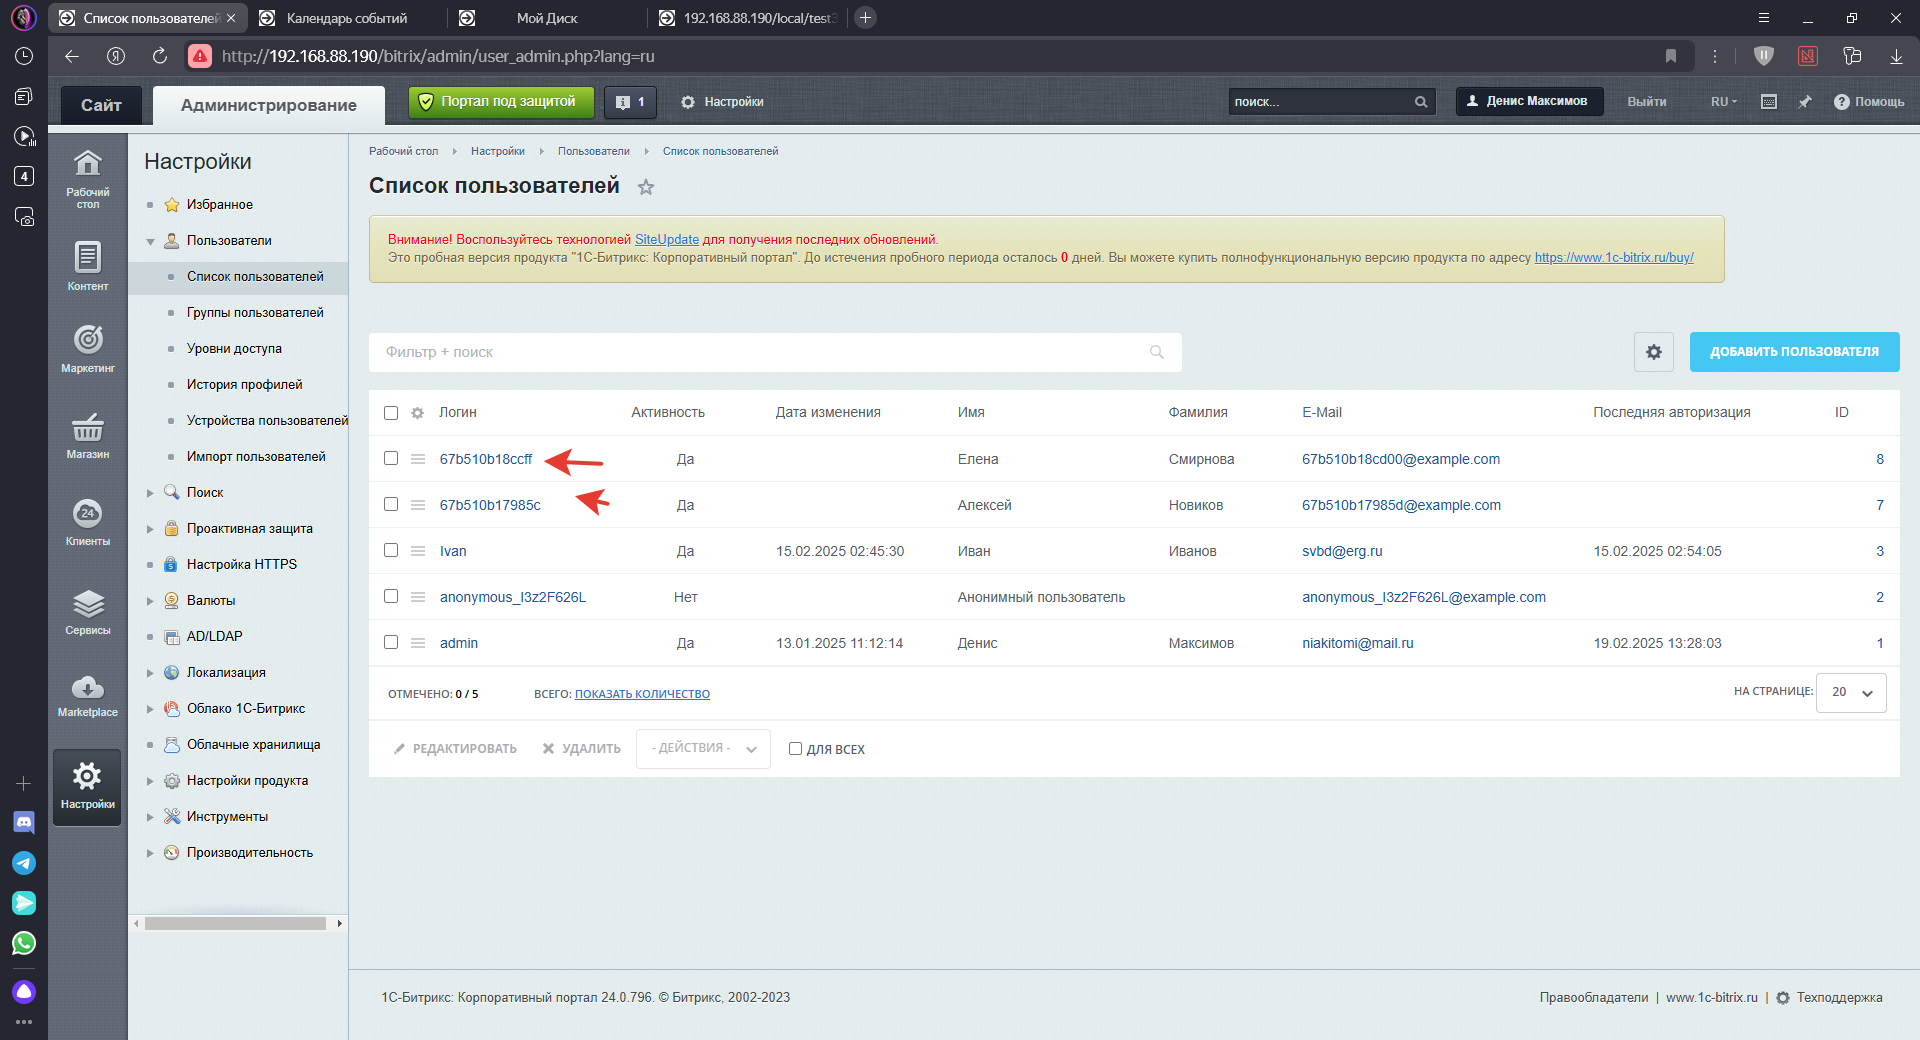 Список пользователей
Календарь событий
Мой Диск
192.168.88.190/local/test3
http://192.168.88.190/bitrix/admin/user_admin.php?lang=ru
4
Сайт
Администрирование
Портал под защитой
1
Настройки
поиск...
Денис Максимов
Выйти
RU
Помощь
Рабочий стол
Контент
Маркетинг
Магазин
24
Клиенты
Сервисы
Marketplace
Настройки
Настройки
Избранное
Пользователи
Список пользователей
Группы пользователей
Уровни доступа
История профилей
Устройства пользователей
Импорт пользователей
Поиск
Проактивная защита
Настройка HTTPS
Валюты
AD/LDAP
Локализация
Облако 1С-Битрикс
Облачные хранилища
Настройки продукта
Инструменты
Производительность
Рабочий стол Настройки Пользователи Список пользователей
Список пользователей
Внимание! Воспользуйтесь технологией SiteUpdate для получения последних обновлений.
Это пробная версия продукта "1С-Битрикс: Корпоративный портал". До истечения пробного периода осталось 0 дней. Вы можете купить полнофункциональную версию продукта по адресу https://www.1c-bitrix.ru/buy/
Фильтр + поиск
ДОБАВИТЬ ПОЛЬЗОВАТЕЛЯ
Логин Активность Дата изменения Имя Фамилия E-Mail Последняя авторизация ID
67b510b18ccff Да Елена Смирнова 67b510b18cd00@example.com 8
67b510b17985c Да Алексей Новиков 67b510b17985d@example.com 7
Ivan Да 15.02.2025 02:45:30 Иван Иванов svbd@erg.ru 15.02.2025 02:54:05 3
anonymous_I3z2F626L Нет Анонимный пользователь anonymous_I3z2F626L@example.com 2
admin Да 13.01.2025 11:12:14 Денис Максимов niakitomi@mail.ru 19.02.2025 13:28:03 1
ОТМЕЧЕНО: 0 / 5 ВСЕГО: ПОКАЗАТЬ КОЛИЧЕСТВО НА СТРАНИЦЕ: 20
РЕДАКТИРОВАТЬ УДАЛИТЬ - ДЕЙСТВИЯ - ДЛЯ ВСЕХ
1С-Битрикс: Корпоративный портал 24.0.796. © Битрикс, 2002-2023
Правообладатели | www.1c-bitrix.ru | Техподдержка